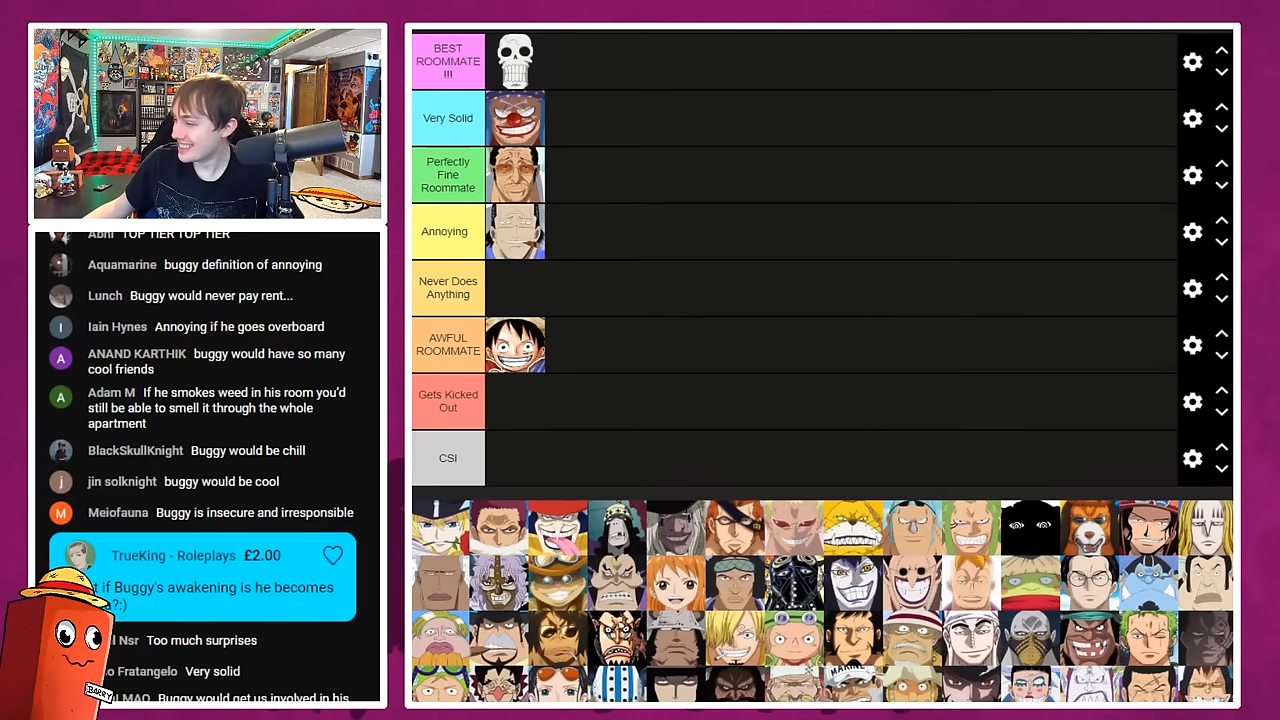 BEST
ROOMMATE
!!!
Very Solid
Perfectly
Fine
Roommate
Annoying
Never Does
Anything
AWFUL
ROOMMATE
Gets Kicked
Out
CSI
Abhi TOP TIER TOP TIER
Aquamarine buggy definition of annoying
Lunch Buggy would never pay rent...
I Iain Hynes Annoying if he goes overboard
A ANAND KARTHIK buggy would have so many
cool friends
A Adam M If he smokes weed in his room you'd
still be able to smell it through the whole
apartment
BlackSkullKnight Buggy would be chill
j jin solknight buggy would be cool
M Meiofauna Buggy is insecure and irresponsible
TrueKing - Roleplays £2.00
if Buggy's awakening is he becomes
?:)
Nsr Too much surprises
Fratangelo Very solid
LMAO Buggy would get us involved in his
BARRY